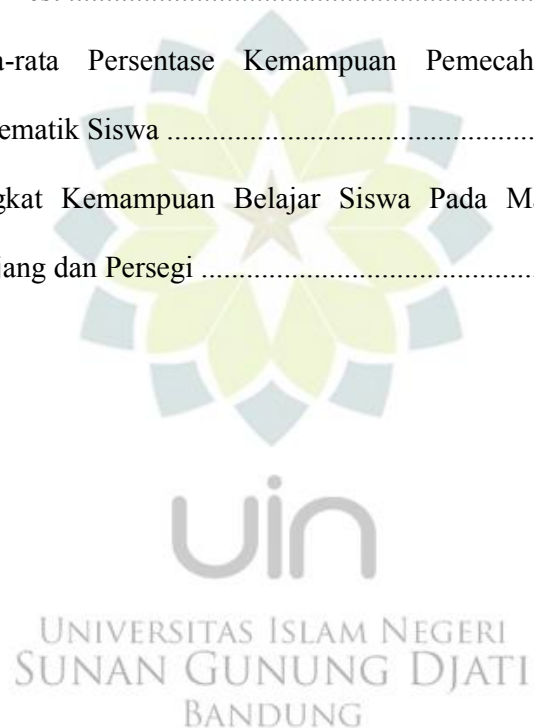 a-rata Persentase Kemampuan Pemecah
ematik Siswa ........................................
gkat Kemampuan Belajar Siswa Pada Ma
jang dan Persegi ...................................
uin
UNIVERSITAS ISLAM NEGERI
SUNAN GUNUNG DJATI
BANDUNG